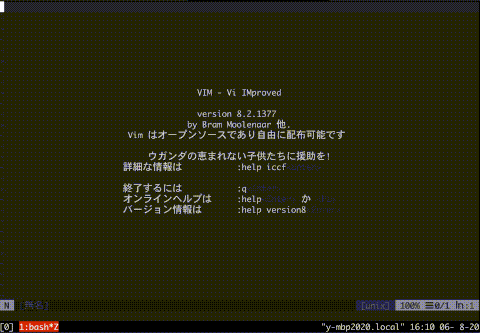 VIM - Vi IMproved
version 8.2.1377
by Bram Moolenaar 他.
Vim はオープンソースであり自由に配布可能です
ウガンダの恵まれない子供たちに援助を!
詳細な情報は :help iccf
終了するには :q
オンラインヘルプは :help か
バージョン情報は :help version8
N [無名] [unix] 100% ☰0/1 ㏑:1
[0] 1:bash*Z "y-mbp2020.local" 16:10 06- 8-20